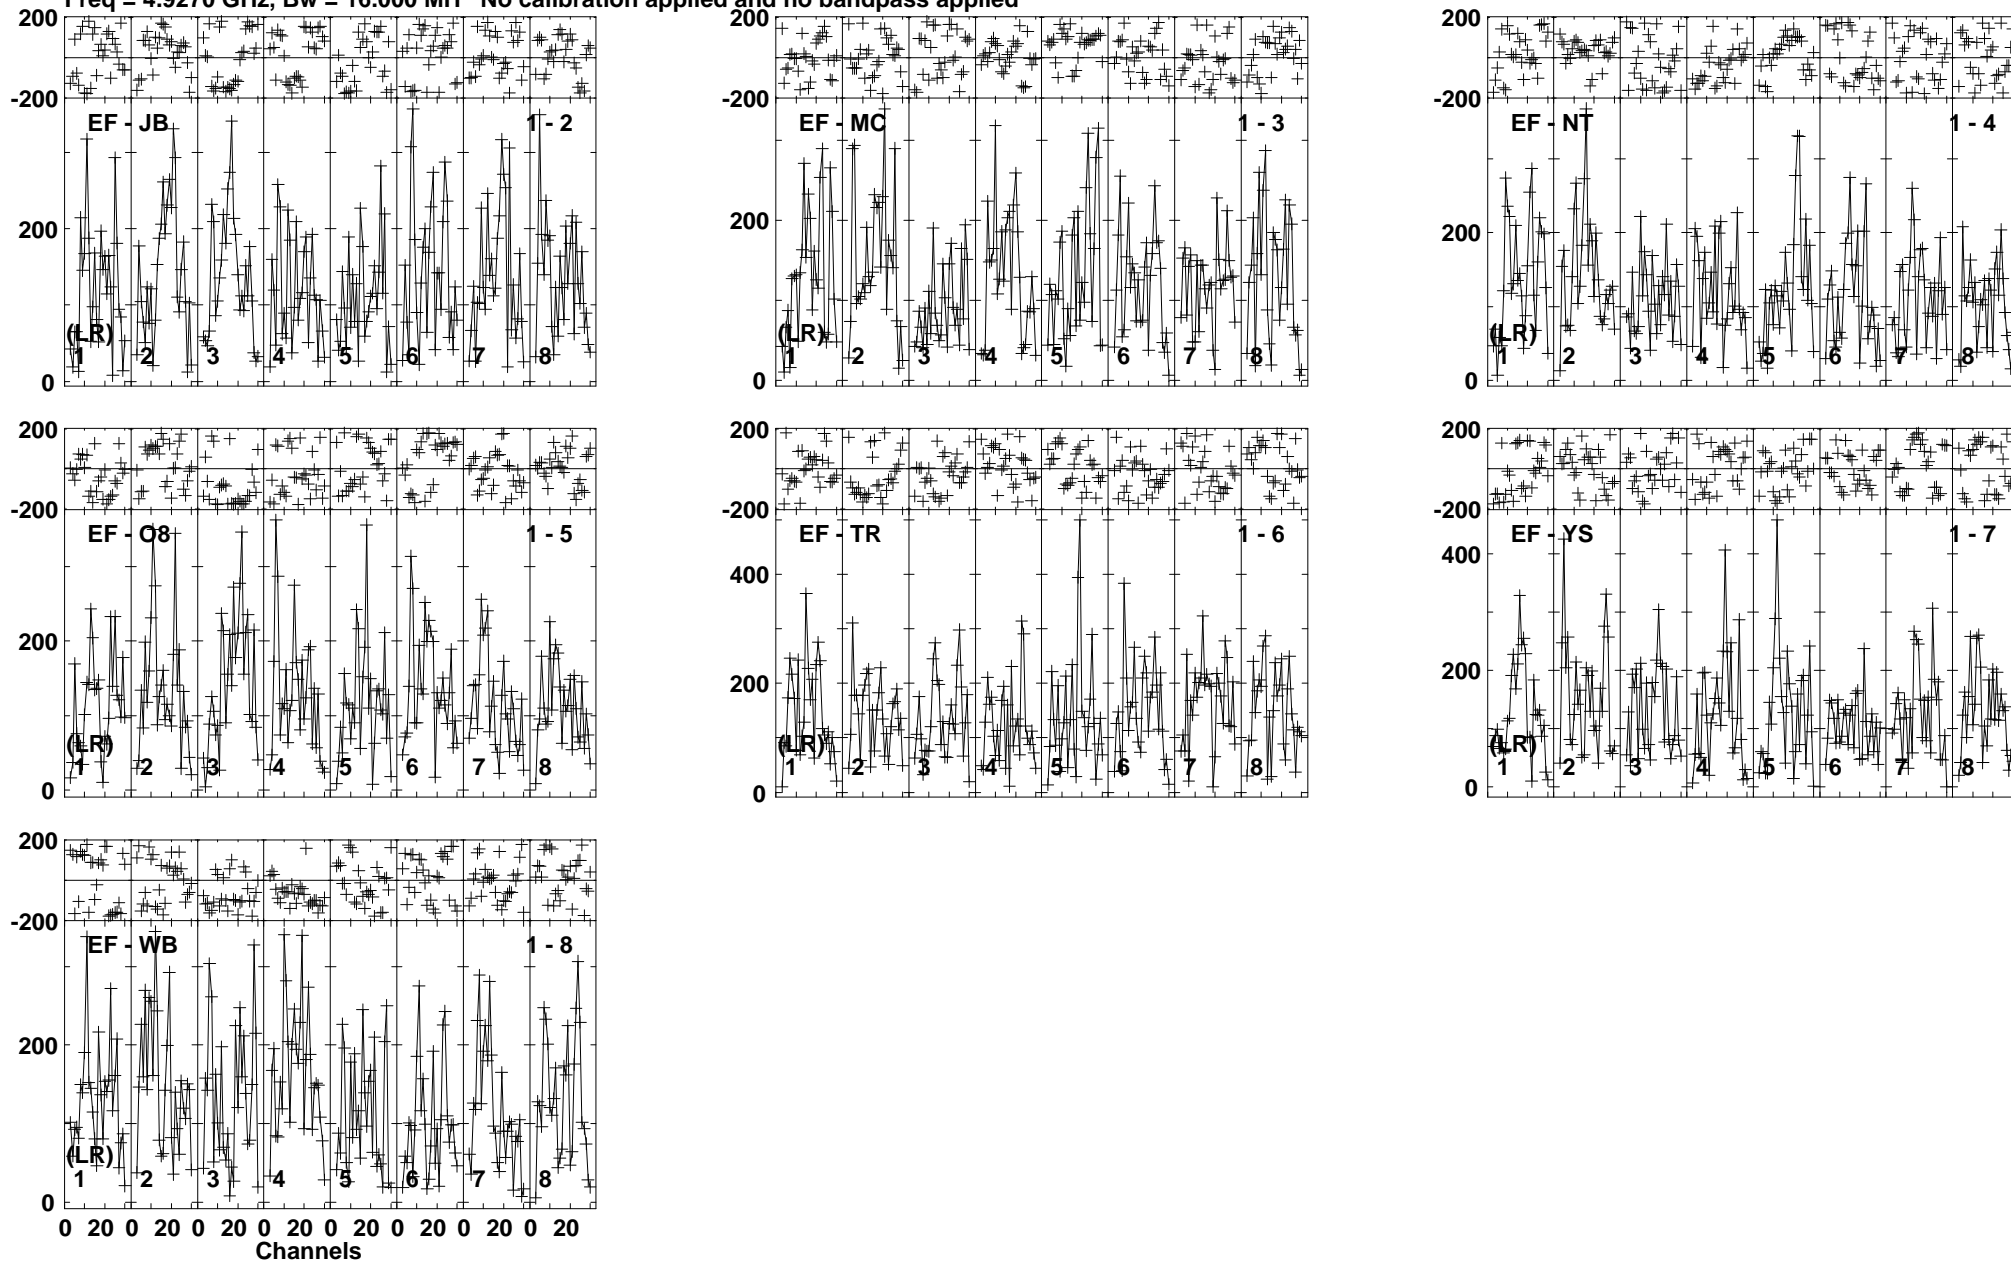 Freq = 4.9270 GHz, Bw = 16.000 MH No calibration applied and no bandpass applied
200 200 200
-200 -200 -200
EF - JB 1 - 2 EF - MC 1 - 3 EF - NT 1 - 4
200 200 200
(LR) (LR) (LR)
1 2 3 4 5 6 7 8 1 2 3 4 5 6 7 8 1 2 3 4 5 6 7 8
0 0 0
200 200 200
-200 -200 -200
EF - O8 1 - 5 EF - TR 1 - 6 EF - YS 1 - 7
400 400
200 200 200
(LR) (LR) (LR)
1 2 3 4 5 6 7 8 1 2 3 4 5 6 7 8 1 2 3 4 5 6 7 8
0 0 0
200
-200
EF - WB 1 - 8
200
(LR)
1 2 3 4 5 6 7 8
0
0 20 0 20 0 20 0 20 0 20 0 20 0 20 0 20
Channels